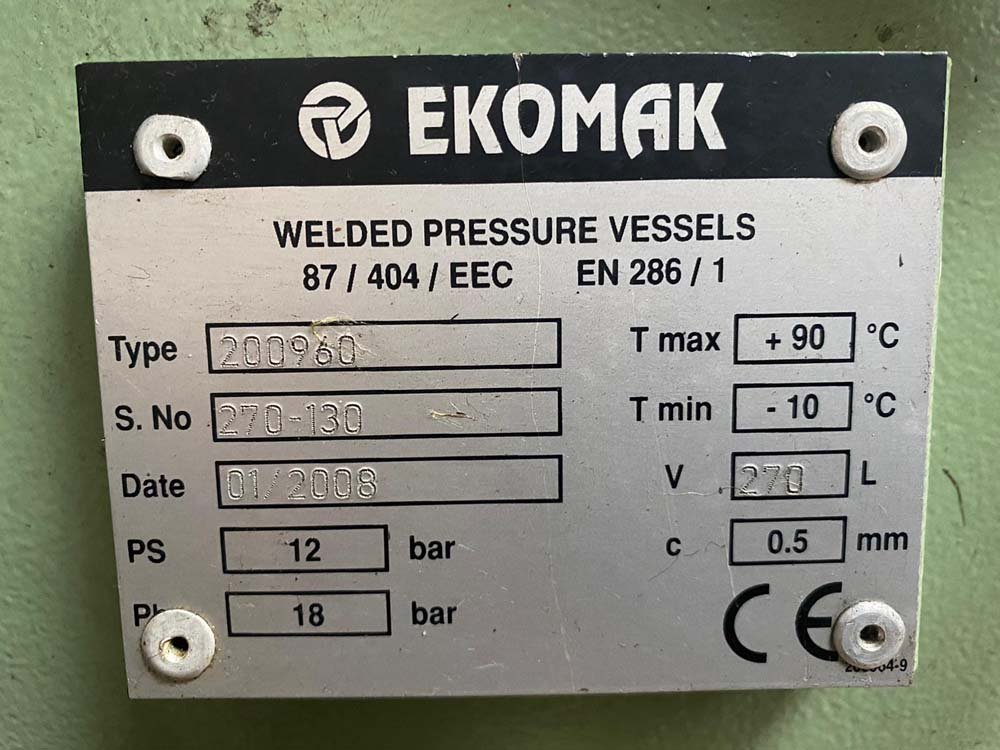 EKOMAK
WELDED PRESSURE VESSELS
87 / 404 / EEC EN 286 / 1
Type 200960 T max + 90 °C
S. No 270-130 T min - 10 °C
Date 01/2008 V 270 L
PS 12 bar c 0.5 mm
18 bar
CE